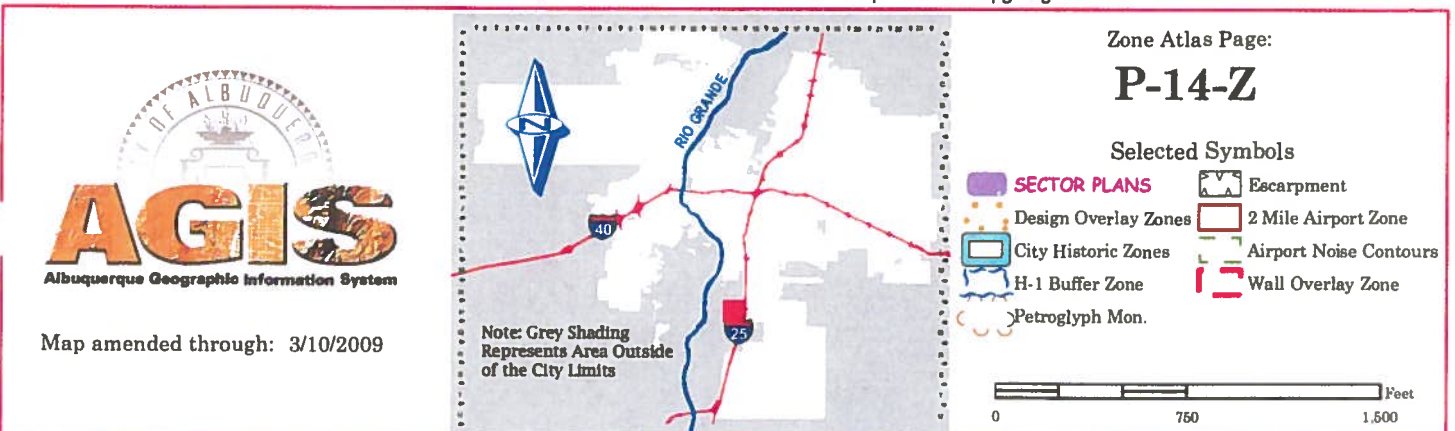 OF ALBUQUERQ
AGIS
Albuquerque Geographic Information System
Map amended through: 3/10/2009
RIO GRANDE
N
40
25
Note: Grey Shading
Represents Area Outside
of the City Limits
Zone Atlas Page:
P-14-Z
Selected Symbols
SECTOR PLANS
Escarpment
Design Overlay Zones
2 Mile Airport Zone
City Historic Zones
Airport Noise Contours
H-1 Buffer Zone
Wall Overlay Zone
Petroglyph Mon.
Feet
0 750 1,500